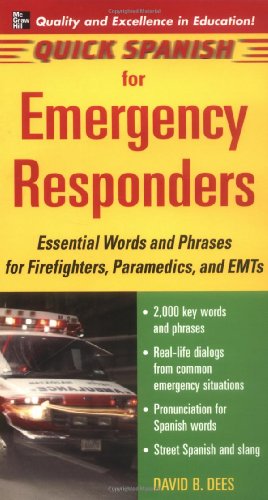 Mc
Graw
Hill
Quality and Excellence in Education!
QUICK SPANISH
for
Emergency
Responders
Essential Words and Phrases
for Firefighters, Paramedics, and EMTs
• 2,000 key words
and phrases
• Real-life dialogs
from common
emergency situations
• Pronunciation for
Spanish words
• Street Spanish and slang
DAVID B. DEES